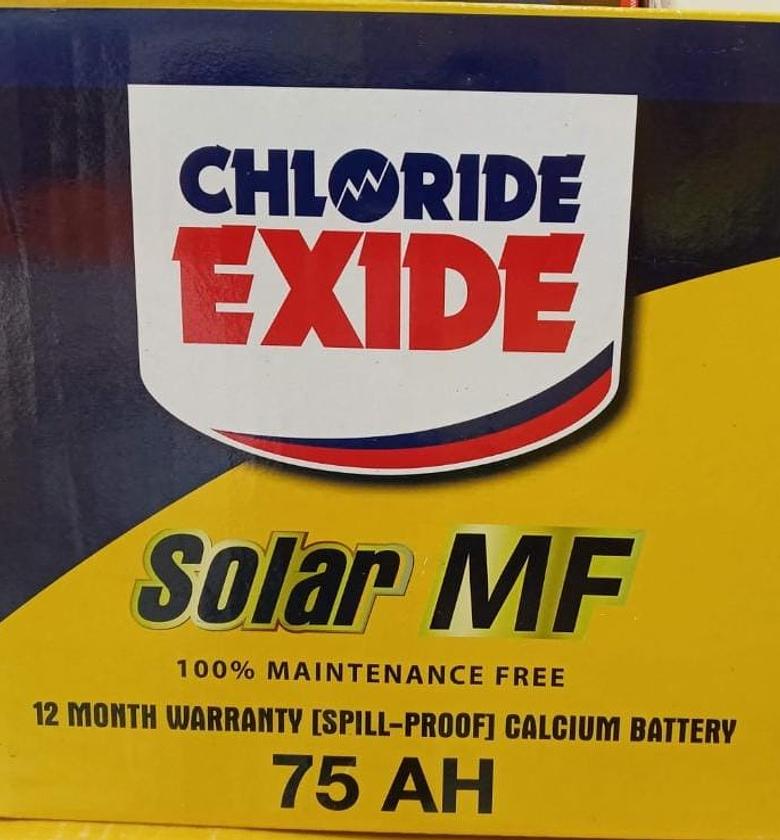 CHLORIDE
EXIDE
Solar MF
100% MAINTENANCE FREE
12 MONTH WARRANTY [SPILL-PROOF] CALCIUM BATTERY
75 AH